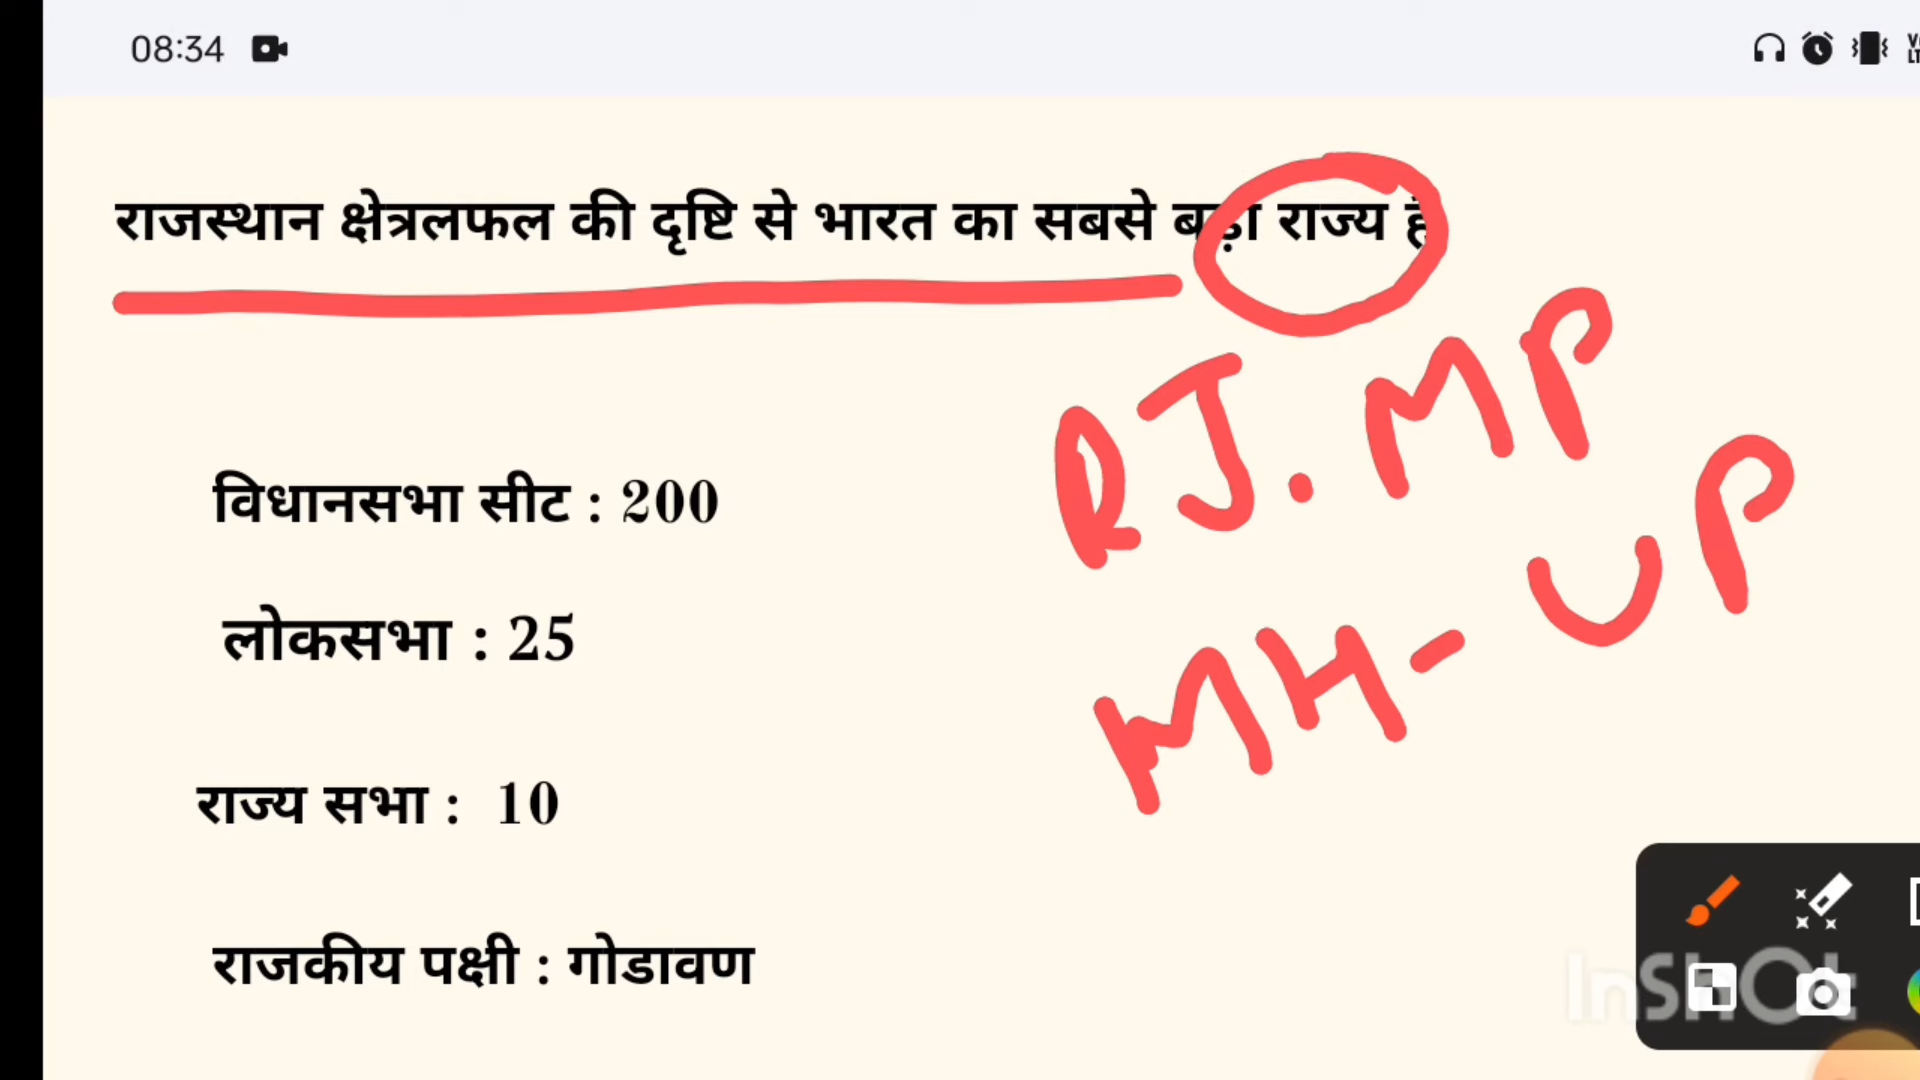 08:34
राजस्थान क्षेत्रलफल की दृष्टि से भारत का सबसे बड़ा राज्य है
RJ. MP
विधानसभा सीट : 200
MH- UP
लोकसभा : 25
राज्य सभा : 10
राजकीय पक्षी : गोडावण
InShOt